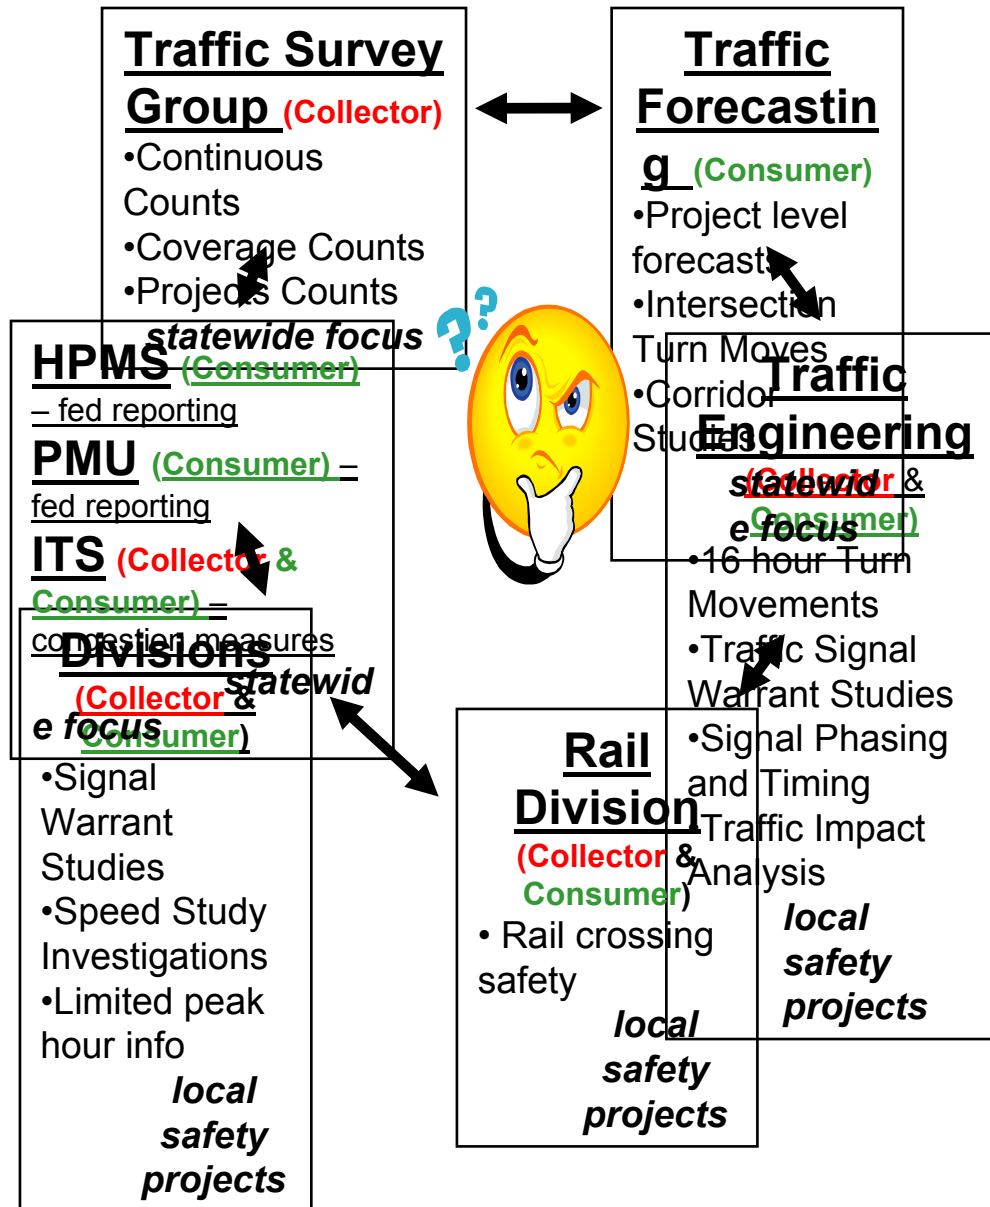 Traffic Survey
Group (Collector)
•Continuous
Counts
•Coverage Counts
•Projects Counts
statewide focus
Traffic
Forecastin
g (Consumer)
•Project level
forecasts
•Intersection
Turn Moves
•Corridor
Studies
statewid
e focus
??
HPMS (Consumer)
– fed reporting
PMU (Consumer) –
fed reporting
ITS (Collector &
Consumer) –
congestion measures
statewid
e focus
Traffic
Engineering
(Collector &
Consumer)
•16 hour Turn
Movements
•Traffic Signal
Warrant Studies
•Signal Phasing
and Timing
•Traffic Impact
Analysis
local
safety
projects
Divisions
(Collector &
Consumer)
•Signal
Warrant
Studies
•Speed Study
Investigations
•Limited peak
hour info
local
safety
projects
Rail
Division
(Collector &
Consumer)
• Rail crossing
safety
local
safety
projects